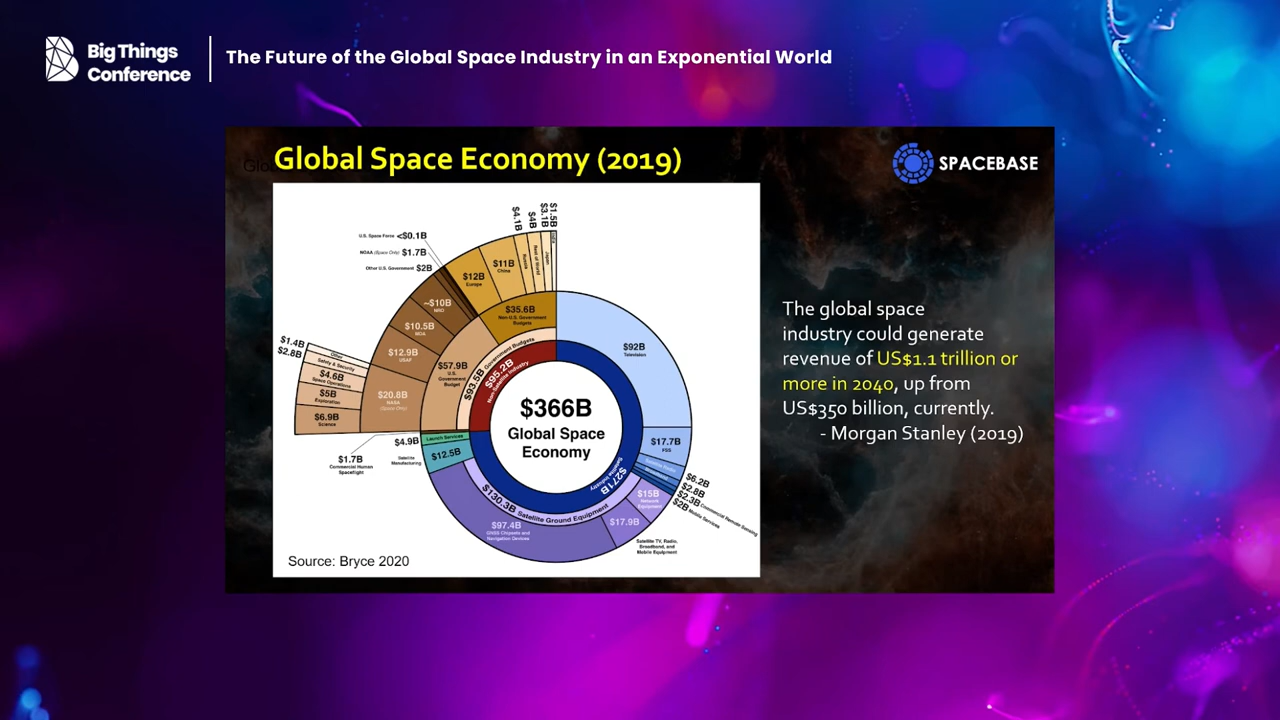 Big Things
Conference
The Future of the Global Space Industry in an Exponential World
Global Space Economy (2019)
SPACEBASE
$366B
Global Space
Economy
$95.2B Non-Satellite Industry
$271B Satellite Industry
$93.5B Government Budgets
$130.3B Satellite Ground Equipment
$92B
Television
$17.7B
FSS
$6.2B
$2.8B
$2.3B Commercial Remote Sensing
$2B Mobile Services
$15B
Network
Equipment
$17.9B
Satellite TV, Radio,
Broadband, and
Mobile Equipment
$97.4B
GNSS Chipsets and
Navigation Devices
$12.5B
Satellite
Manufacturing
$4.9B
Launch Services
$1.7B
Commercial Human
Spaceflight
$57.9B
U.S.
Government
Budget
$20.8B
NASA
(Space Only)
$6.9B
Science
$5B
Exploration
$4.6B
Space Operations
$2.8B
Safety & Security
$1.4B
Other
$12.9B
USAF
$10.5B
~$10B
NRO
Other U.S. Government $2B
NOAA (Space Only) $1.7B
U.S. Space Force <$0.1B
$35.6B
Non-U.S. Government
Budgets
$12B
Europe
$11B
China
$4.1B
Russia
$4B
Rest of World
$3.1B
Japan
$1.5B
Source: Bryce 2020
The global space
industry could generate
revenue of US$1.1 trillion or
more in 2040, up from
US$350 billion, currently.
- Morgan Stanley (2019)